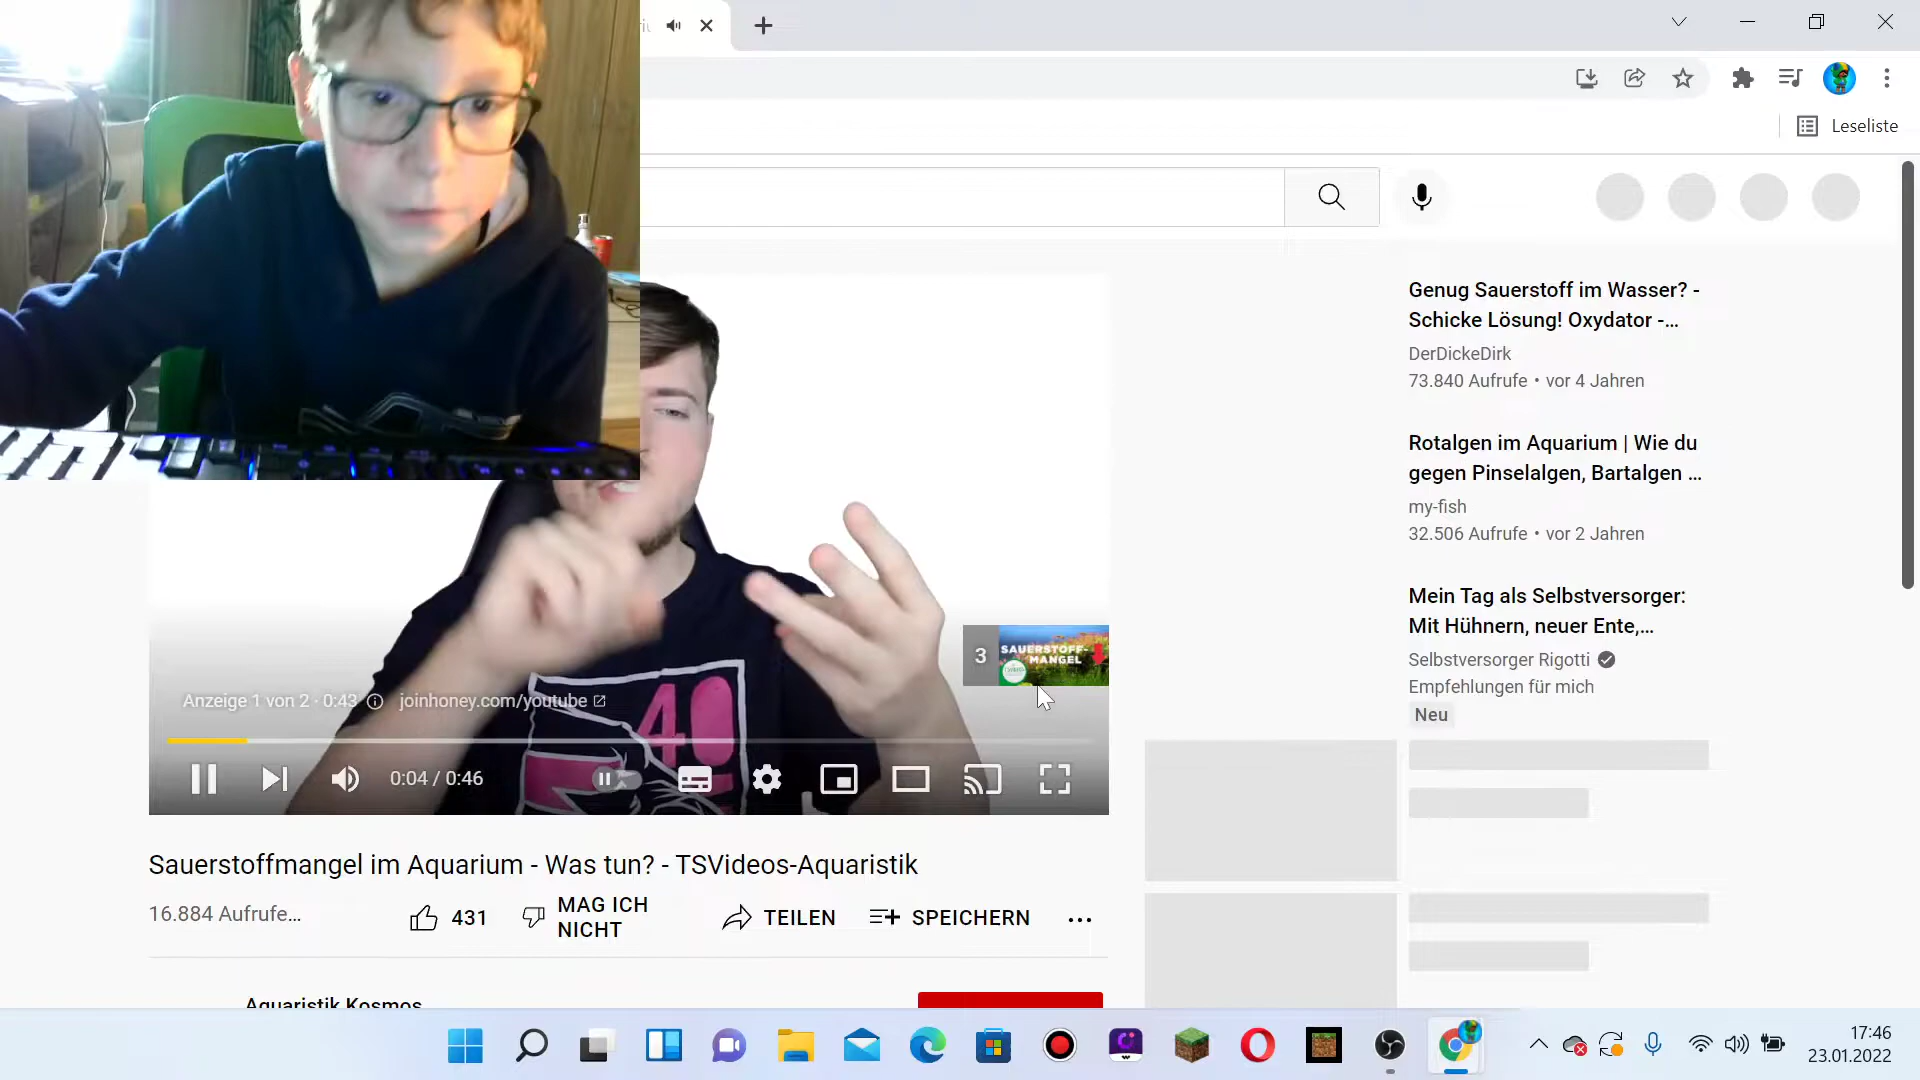 Leseliste
Genug Sauerstoff im Wasser? -
Schicke Lösung! Oxydator -...
DerDickeDirk
73.840 Aufrufe • vor 4 Jahren
Rotalgen im Aquarium | Wie du
gegen Pinselalgen, Bartalgen ...
my-fish
32.506 Aufrufe • vor 2 Jahren
Mein Tag als Selbstversorger:
Mit Hühnern, neuer Ente,...
Selbstversorger Rigotti
Empfehlungen für mich
Neu
3
SAUERSTOFF-
MANGEL
40
Anzeige 1 von 2 · 0:43
joinhoney.com/youtube
0:04 / 0:46
Sauerstoffmangel im Aquarium - Was tun? - TSVideos-Aquaristik
16.884 Aufrufe...
431
MAG ICH
NICHT
TEILEN
SPEICHERN
Aquaristik Kosmos
17:46
23.01.2022